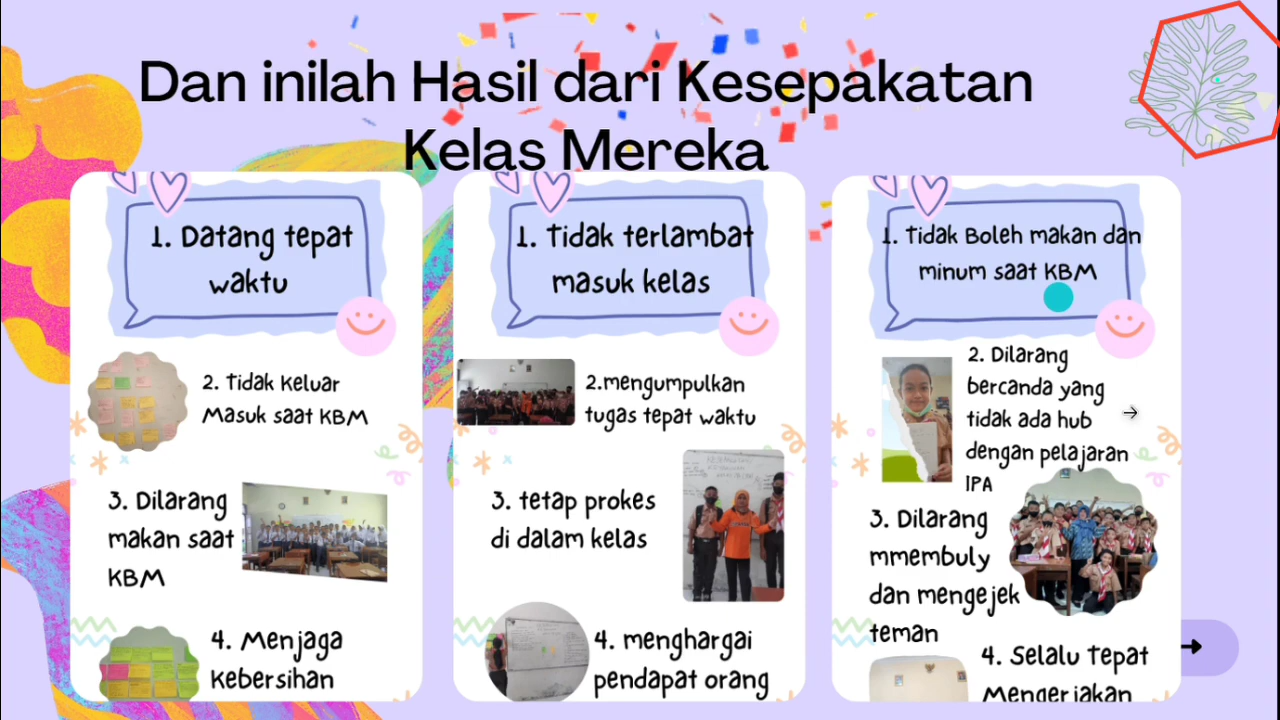 Dan inilah Hasil dari Kesepakatan
Kelas Mereka
1. Datang tepat
waktu
2. Tidak Keluar
Masuk saat KBM
3. Dilarang
makan saat
KBM
4. Menjaga
Kebersihan
1. Tidak terlambat
masuk kelas
2.mengumpulkan
tugas tepat waktu
3. tetap prokes
di dalam kelas
4. menghargai
pendapat orang
1. Tidak Boleh makan dan
minum saat KBM
2. Dilarang
bercanda yang
tidak ada hub
dengan pelajaran
IPA
3. Dilarang
mmembuly
dan mengejek
teman
4. Selalu Tepat
Mengerjakan